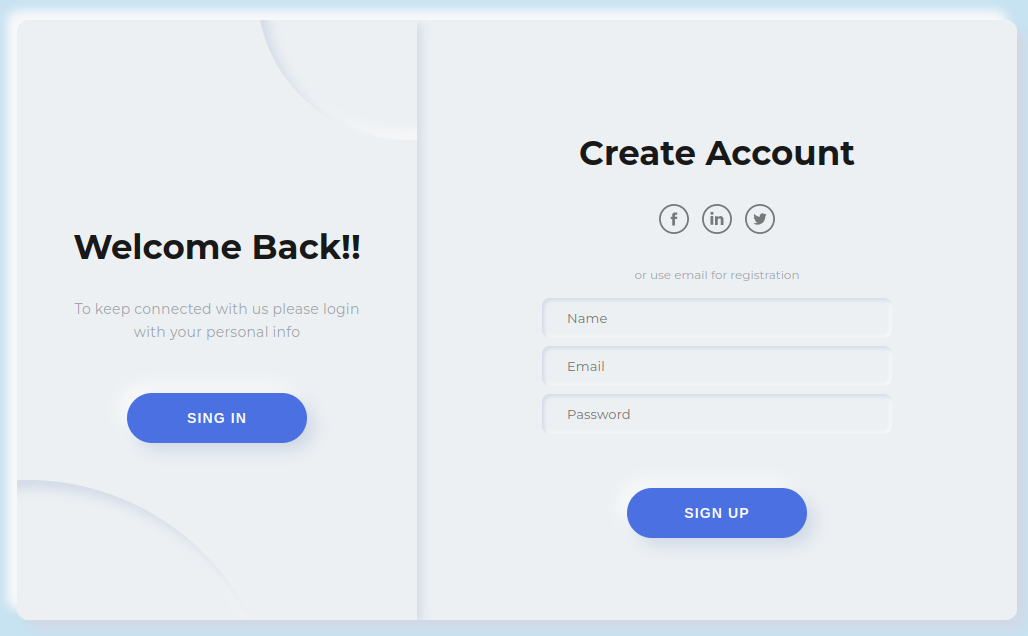 Welcome Back!!
To keep connected with us please login
with your personal info
SING IN
Create Account
or use email for registration
Name
Email
Password
SIGN UP